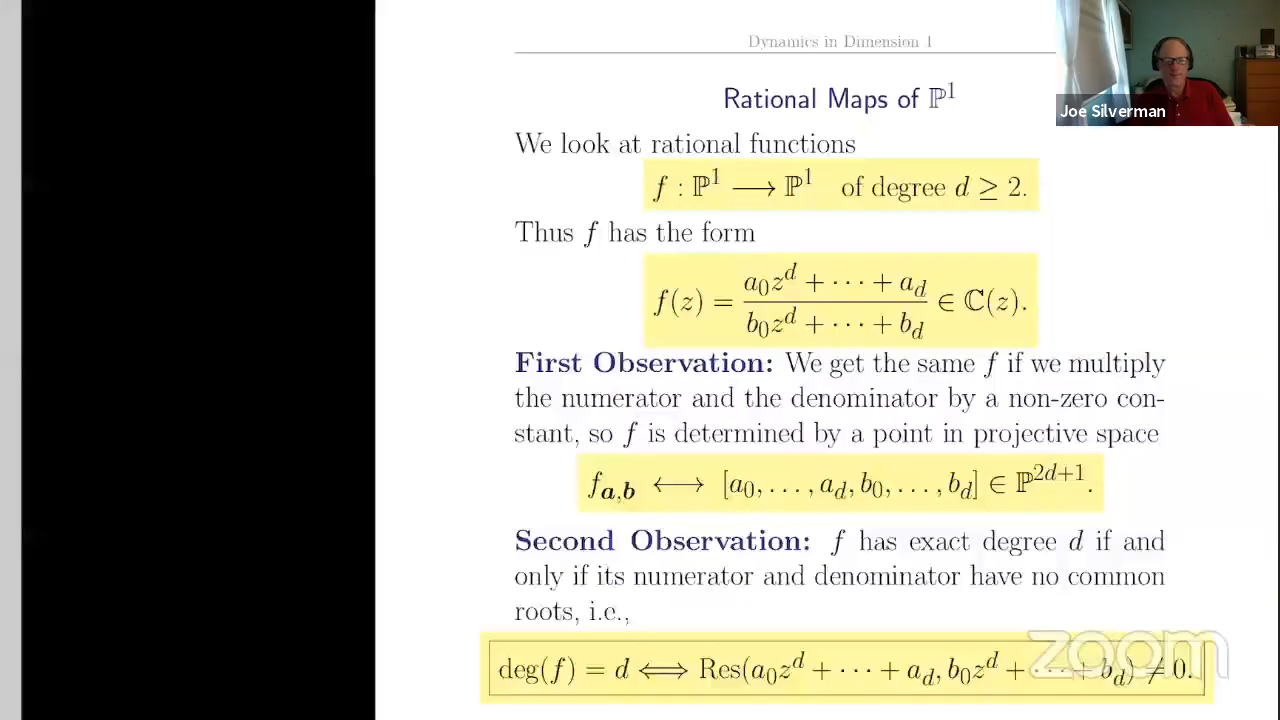 Dynamics in Dimension 1
Rational Maps of ℙ¹
Joe Silverman
We look at rational functions
f : ℙ¹ ⟶ ℙ¹ of degree d ≥ 2.
Thus f has the form
f(z) = (a₀z^d + ··· + a_d) / (b₀z^d + ··· + b_d) ∈ ℂ(z).
First Observation: We get the same f if we multiply
the numerator and the denominator by a non-zero con-
stant, so f is determined by a point in projective space
f_{a,b} ⟷ [a₀, …, a_d, b₀, …, b_d] ∈ ℙ^{2d+1}.
Second Observation: f has exact degree d if and
only if its numerator and denominator have no common
roots, i.e.,
deg(f) = d ⟺ Res(a₀z^d + ··· + a_d, b₀z^d + ··· + b_d) ≠ 0.
zoom